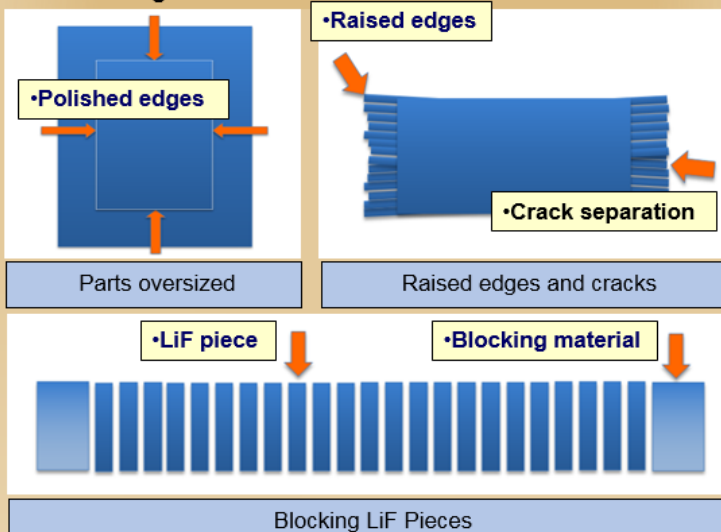 •Raised edges
•Polished edges
•Crack separation
Parts oversized
Raised edges and cracks
•LiF piece
•Blocking material
Blocking LiF Pieces